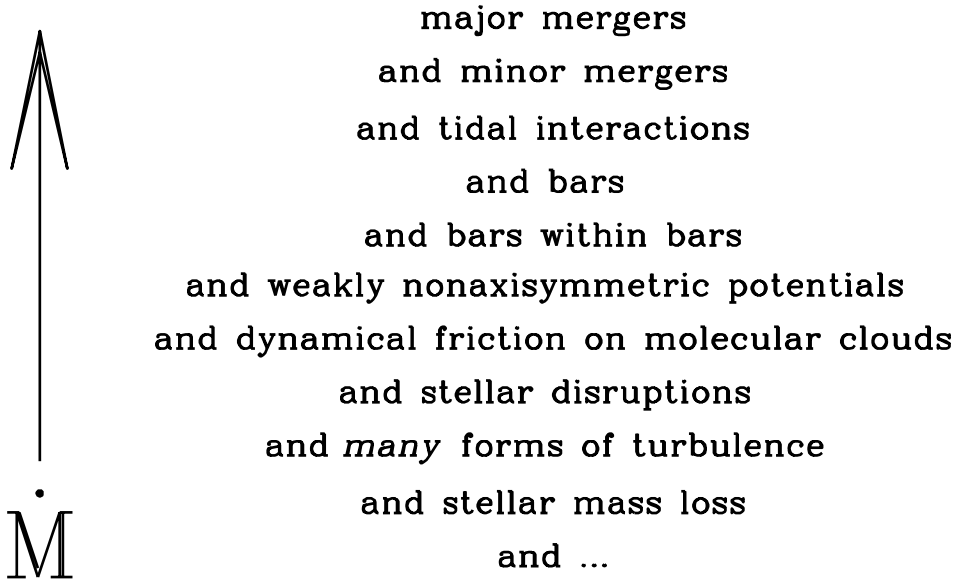 major mergers
and minor mergers
and tidal interactions
and bars
and bars within bars
and weakly nonaxisymmetric potentials
and dynamical friction on molecular clouds
and stellar disruptions
and many forms of turbulence
and stellar mass loss
and ...
Ṁ